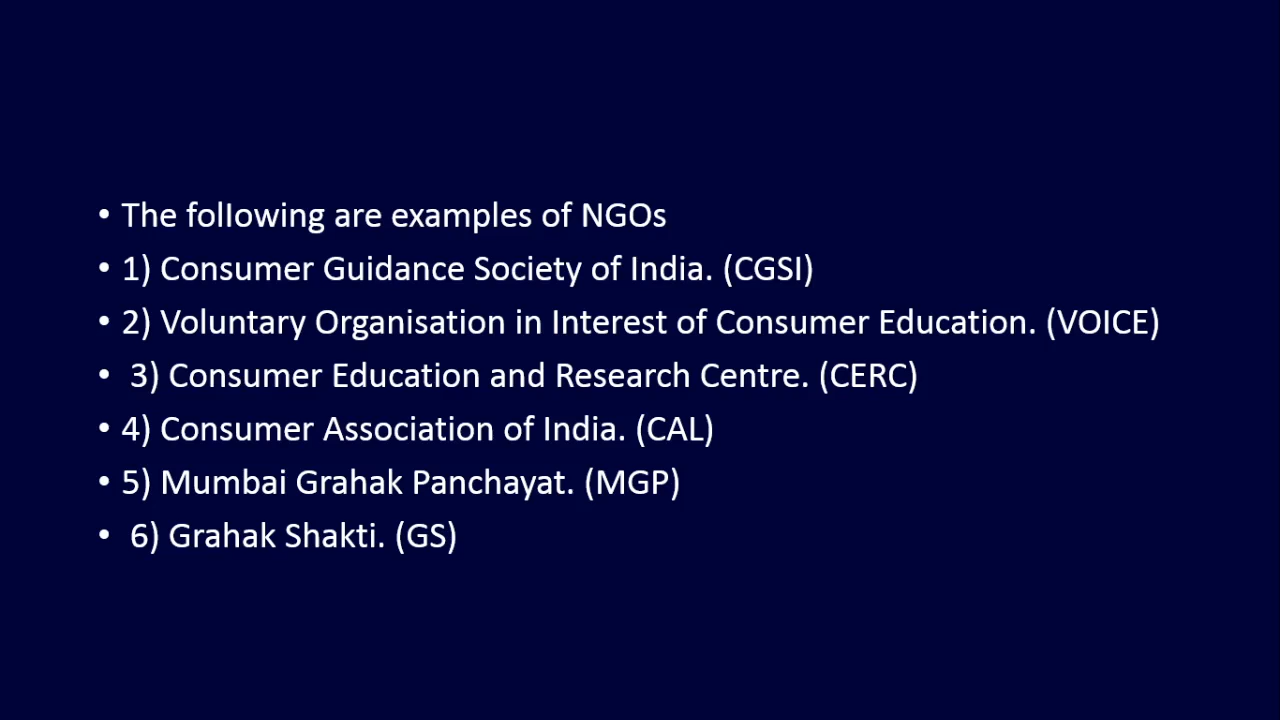 • The following are examples of NGOs
• 1) Consumer Guidance Society of India. (CGSI)
• 2) Voluntary Organisation in Interest of Consumer Education. (VOICE)
• 3) Consumer Education and Research Centre. (CERC)
• 4) Consumer Association of India. (CAL)
• 5) Mumbai Grahak Panchayat. (MGP)
• 6) Grahak Shakti. (GS)